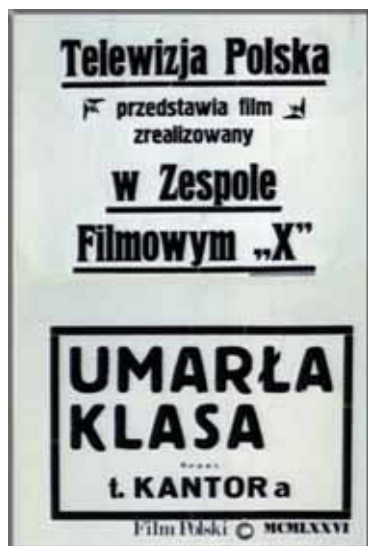 Telewizja Polska
przedstawia film
zrealizowany
w Zespole
Filmowym „X”
UMARŁA
KLASA
t. KANTORa
Film Polski © MCMLXXVI